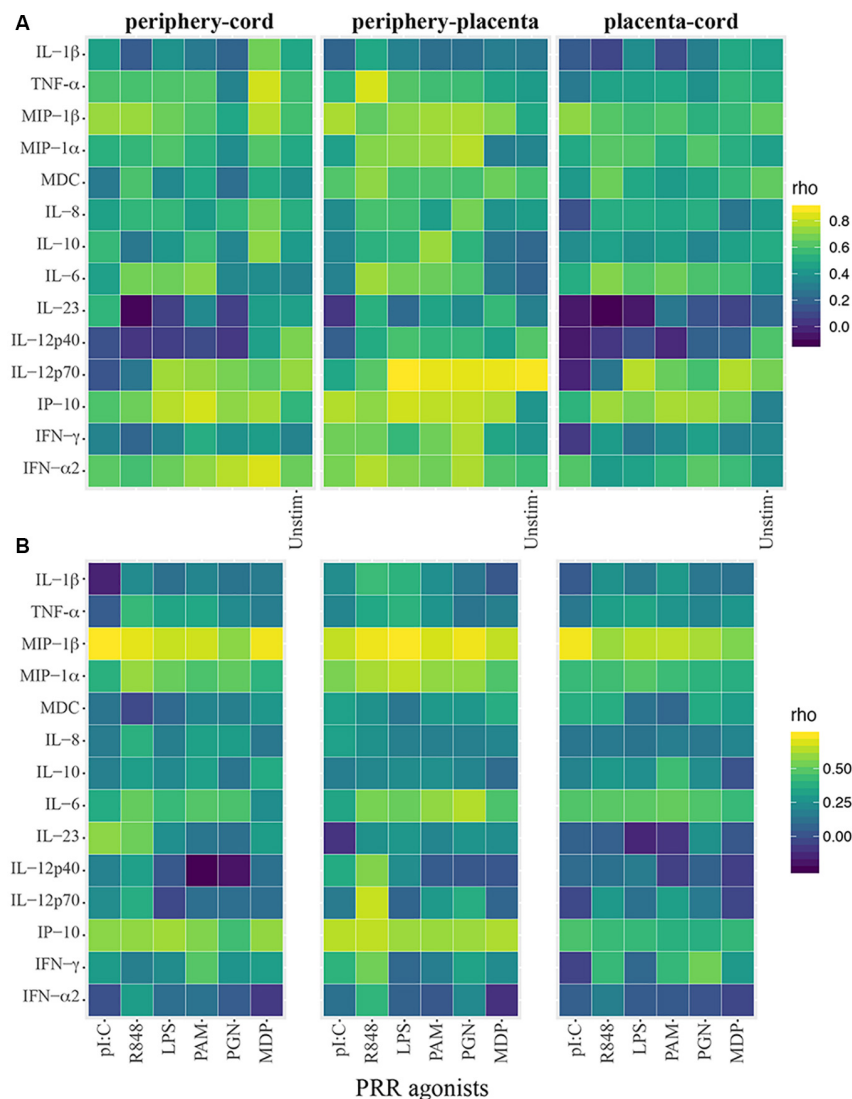 A
periphery-cord periphery-placenta placenta-cord
IL−1β
TNF-α
MIP−1β
MIP−1α
MDC
IL−8
IL−10
IL−6
IL−23
IL−12p40
IL−12p70
IP−10
IFN−γ
IFN−α2
Unstim Unstim Unstim
rho
0.8
0.6
0.4
0.2
0.0
B
IL−1β
TNF-α
MIP−1β
MIP−1α
MDC
IL−8
IL−10
IL−6
IL−23
IL−12p40
IL−12p70
IP−10
IFN−γ
IFN−α2
rho
0.50
0.25
0.00
pI:C R848 LPS PAM PGN MDP pI:C R848 LPS PAM PGN MDP pI:C R848 LPS PAM PGN MDP
PRR agonists